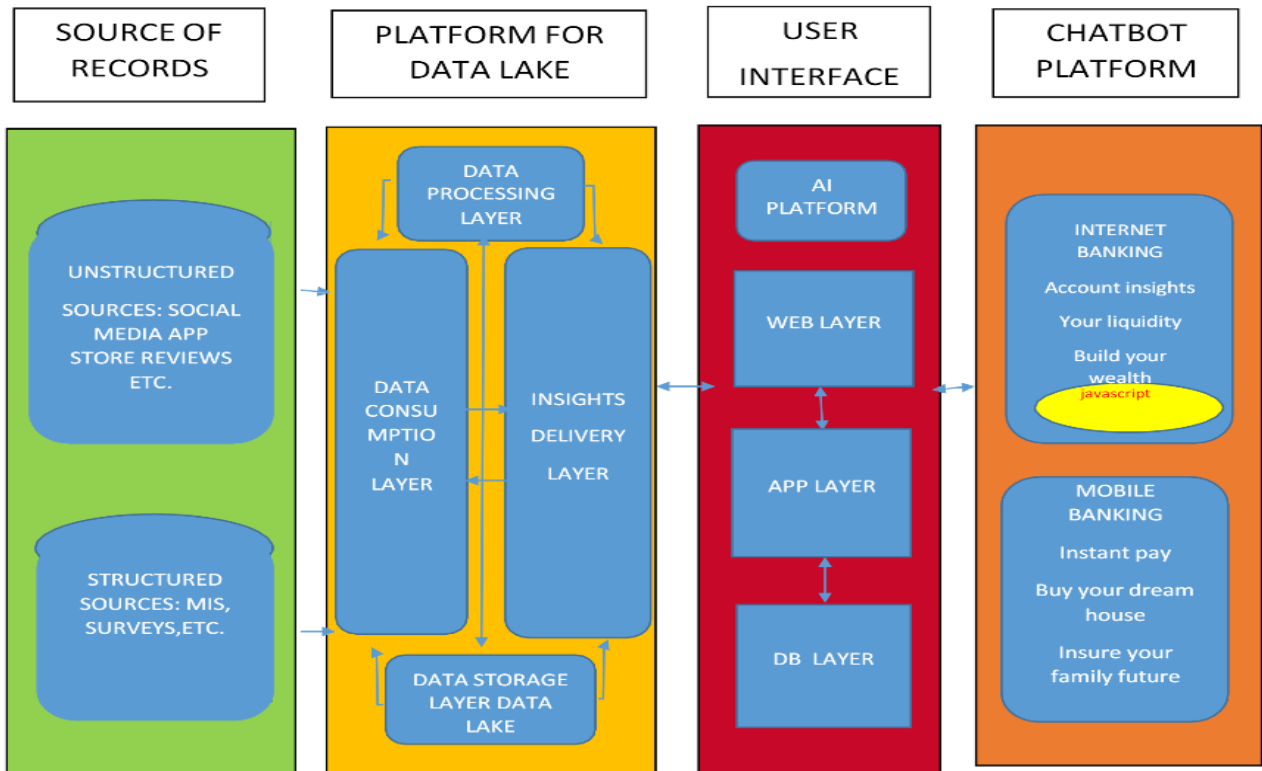 SOURCE OF
RECORDS
PLATFORM FOR
DATA LAKE
USER
INTERFACE
CHATBOT
PLATFORM
UNSTRUCTURED
SOURCES: SOCIAL
MEDIA APP
STORE REVIEWS
ETC.
STRUCTURED
SOURCES: MIS,
SURVEYS,ETC.
DATA
PROCESSING
LAYER
DATA
CONSU
MPTIO
N
LAYER
INSIGHTS
DELIVERY
LAYER
DATA STORAGE
LAYER DATA
LAKE
AI
PLATFORM
WEB LAYER
APP LAYER
DB LAYER
INTERNET
BANKING
Account insights
Your liquidity
Build your
wealth
javascript
MOBILE
BANKING
Instant pay
Buy your dream
house
Insure your
family future